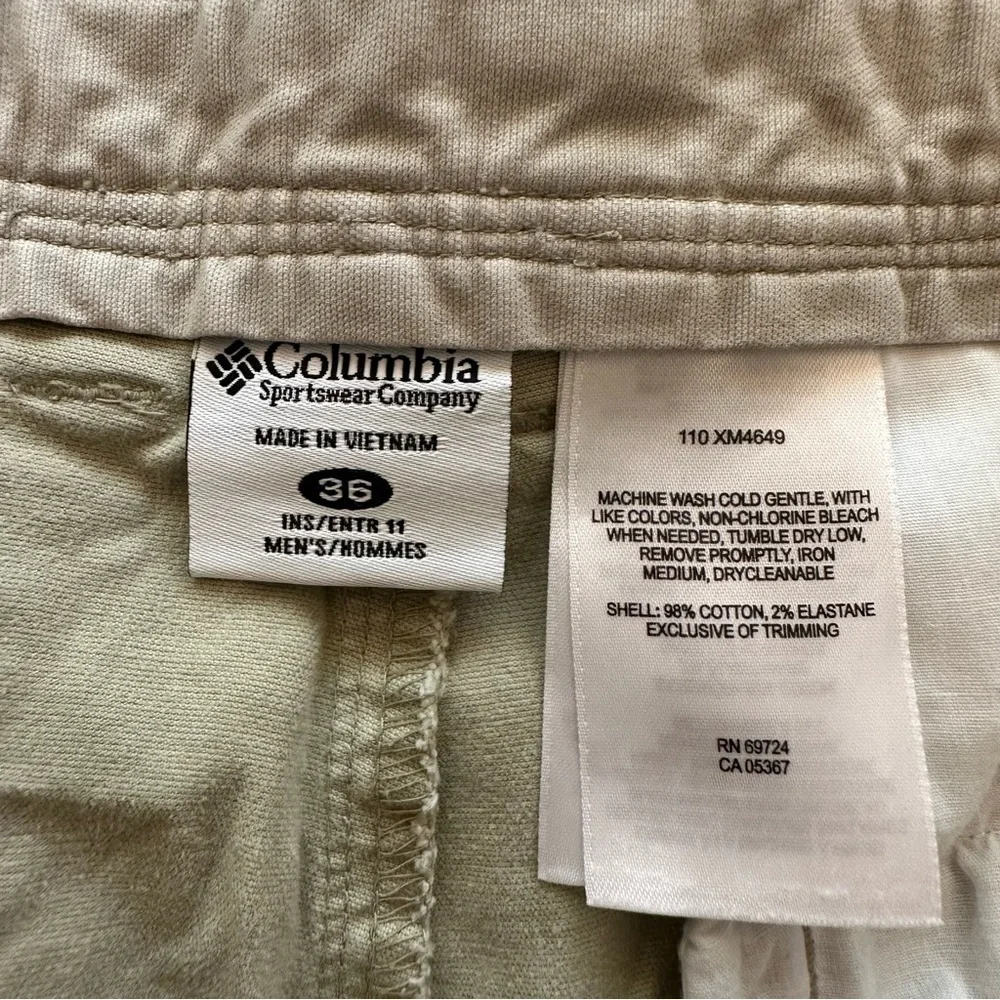 Columbia
Sportswear Company
MADE IN VIETNAM
36
INS/ENTR 11
MEN'S/HOMMES
110 XM4649
MACHINE WASH COLD GENTLE, WITH
LIKE COLORS, NON-CHLORINE BLEACH
WHEN NEEDED, TUMBLE DRY LOW,
REMOVE PROMPTLY, IRON
MEDIUM, DRYCLEANABLE
SHELL: 98% COTTON, 2% ELASTANE
EXCLUSIVE OF TRIMMING
RN 69724
CA 05367